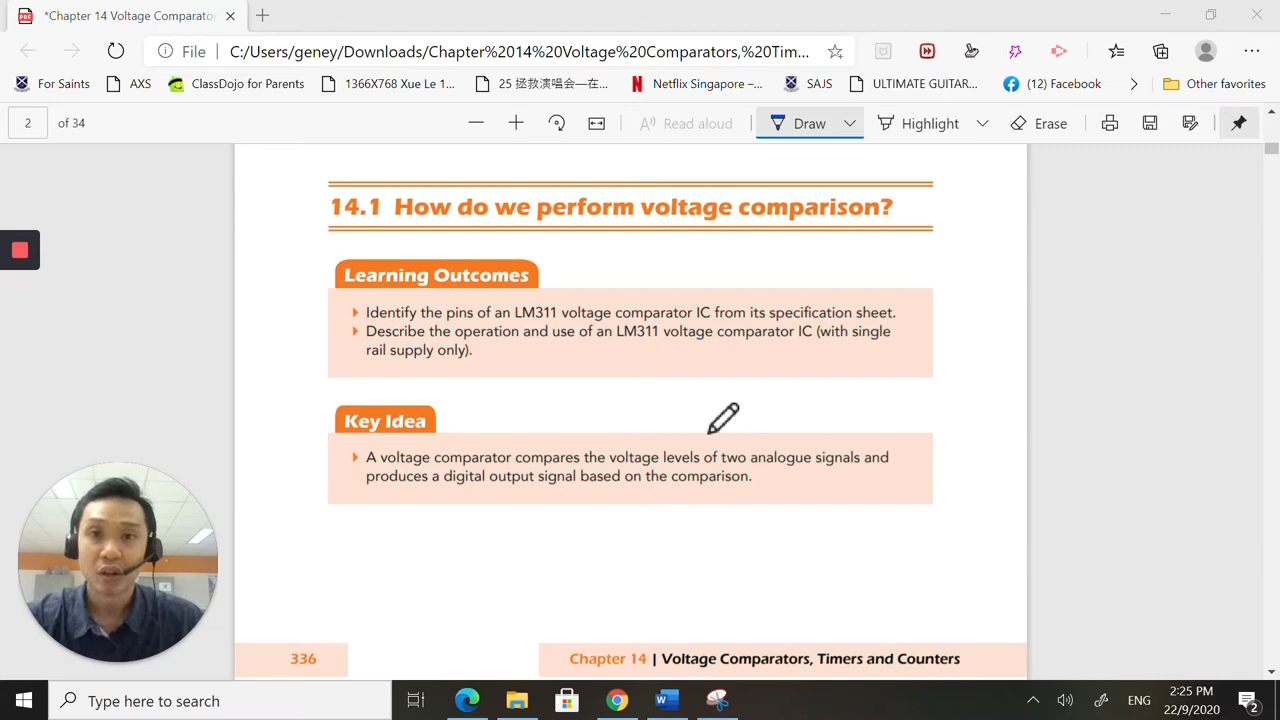 *Chapter 14 Voltage Comparator
File
C:/Users/geney/Downloads/Chapter%2014%20Voltage%20Comparators,%20Tim...
For Saints
AXS
ClassDojo for Parents
1366X768 Xue Le 1...
25 拯救演唱会—在...
Netflix Singapore –...
SAJS
ULTIMATE GUITAR...
(12) Facebook
Other favorites
2 of 34
Read aloud
Draw
Highlight
Erase
14.1 How do we perform voltage comparison?
Learning Outcomes
Identify the pins of an LM311 voltage comparator IC from its specification sheet.
Describe the operation and use of an LM311 voltage comparator IC (with single
rail supply only).
Key Idea
A voltage comparator compares the voltage levels of two analogue signals and
produces a digital output signal based on the comparison.
336
Chapter 14 | Voltage Comparators, Timers and Counters
Type here to search
ENG
2:25 PM
22/9/2020
2